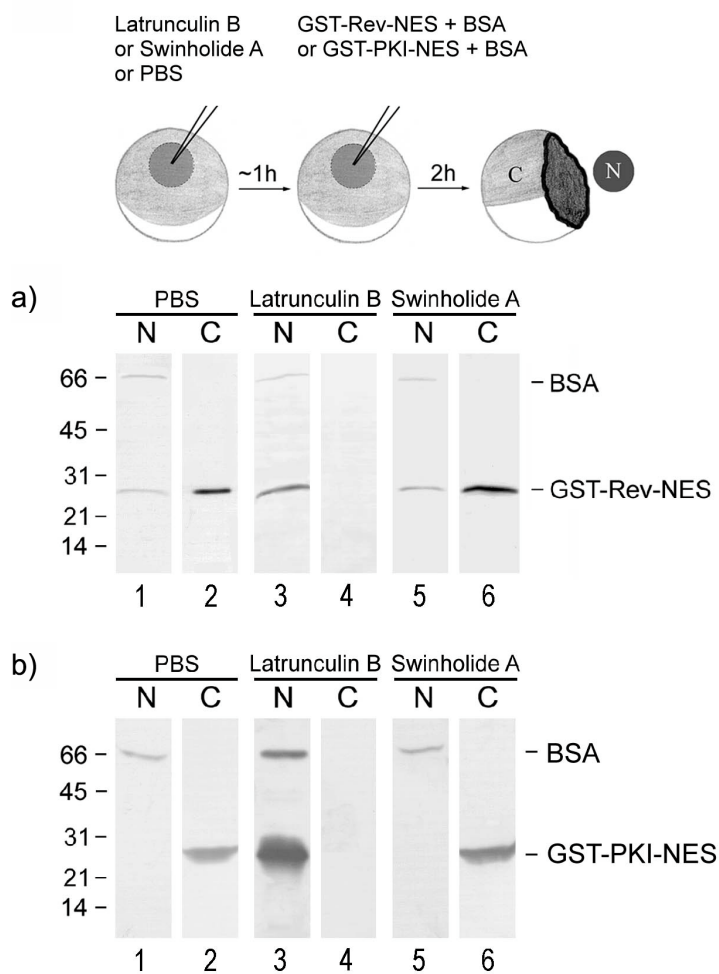 Latrunculin B
or Swinholide A
or PBS
GST-Rev-NES + BSA
or GST-PKI-NES + BSA
~1h
2h
C
N
a)
PBS
Latrunculin B
Swinholide A
N C N C N C
66
45
31
21
14
BSA
GST-Rev-NES
1 2 3 4 5 6
b)
PBS
Latrunculin B
Swinholide A
N C N C N C
66
45
31
21
14
BSA
GST-PKI-NES
1 2 3 4 5 6